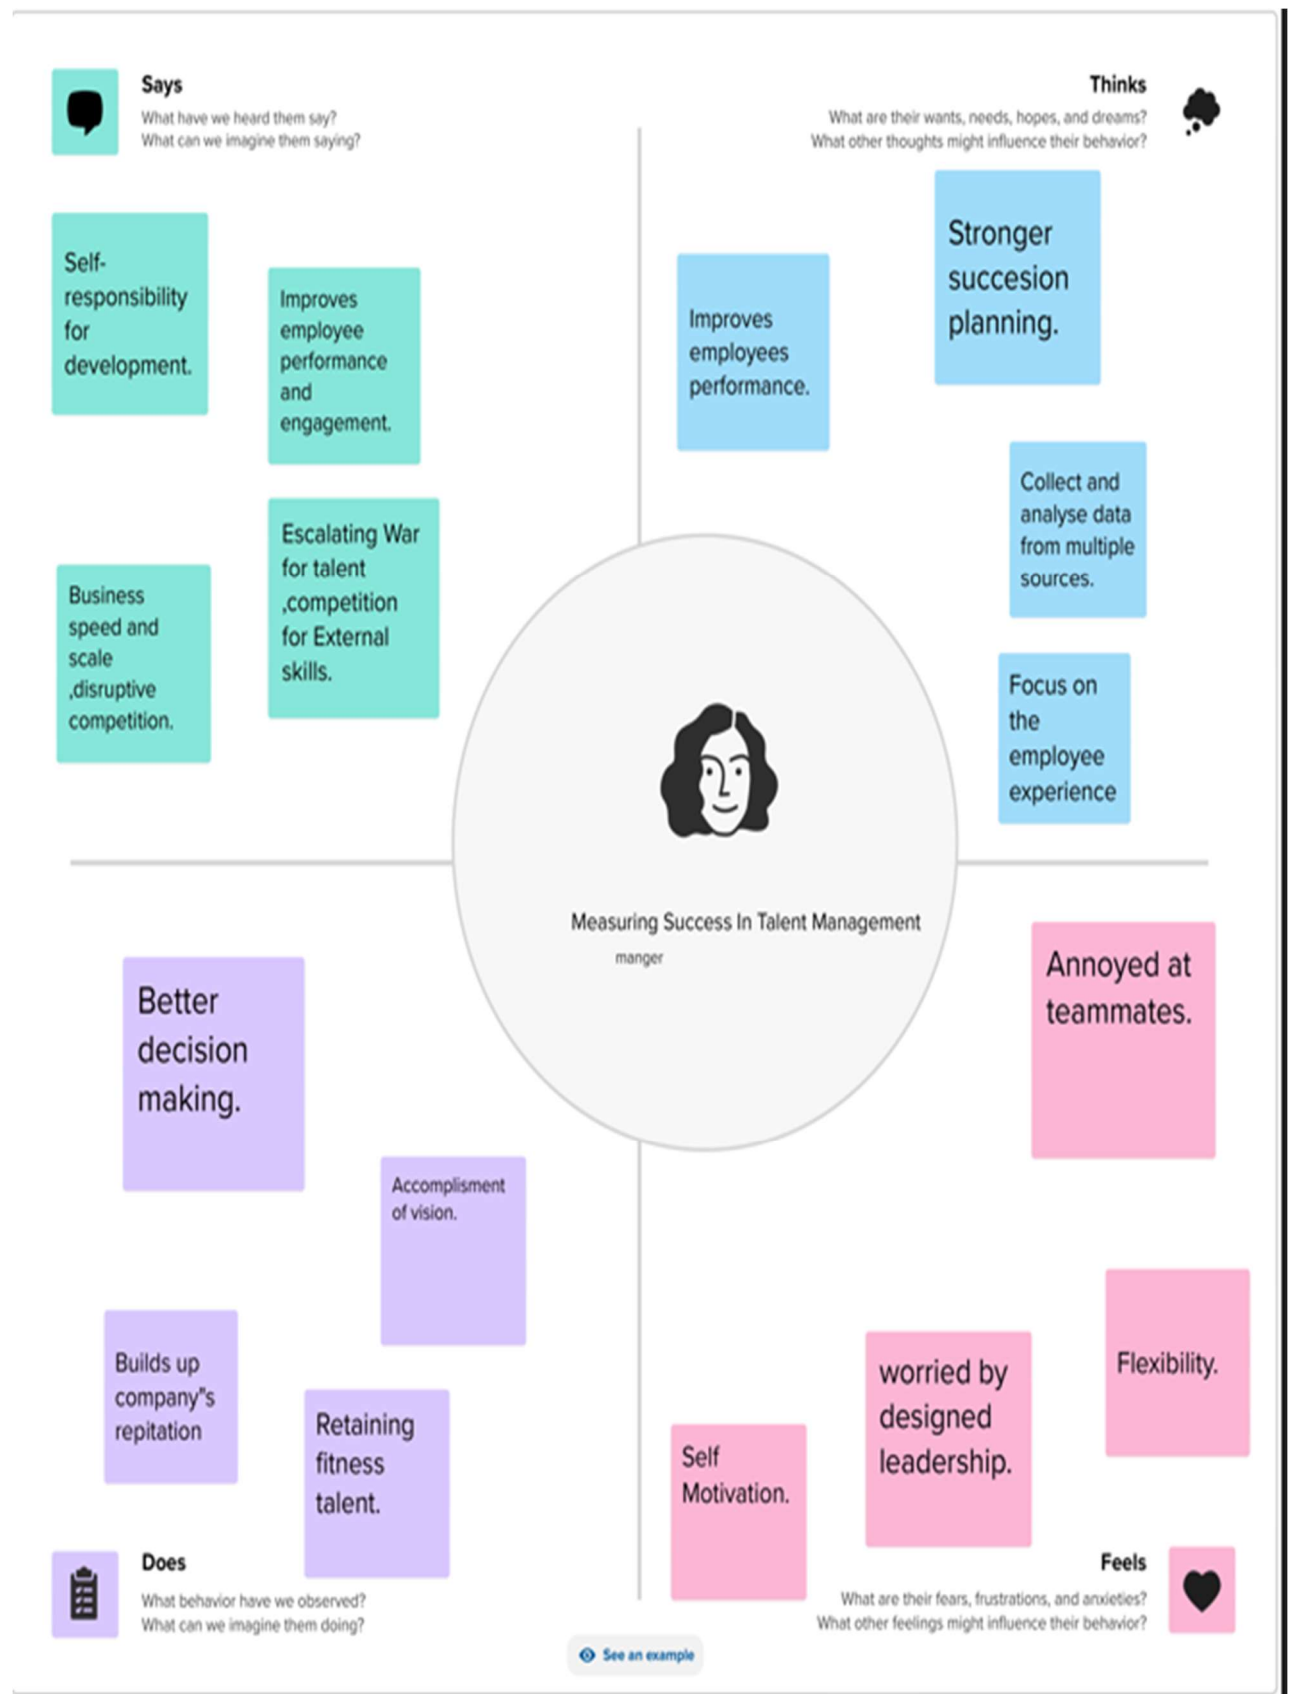 Says
What have we heard them say?
What can we imagine them saying?
Thinks
What are their wants, needs, hopes, and dreams?
What other thoughts might influence their behavior?
Self-
responsibility
for
development.
Improves
employee
performance
and
engagement.
Business
speed and
scale
,disruptive
competition.
Escalating War
for talent
,competition
for External
skills.
Improves
employees
performance.
Stronger
succesion
planning.
Collect and
analyse data
from multiple
sources.
Focus on
the
employee
experience
Measuring Success In Talent Management
manger
Better
decision
making.
Accomplisment
of vision.
Builds up
company"s
repitation
Retaining
fitness
talent.
Annoyed at
teammates.
Flexibility.
worried by
designed
leadership.
Self
Motivation.
Does
What behavior have we observed?
What can we imagine them doing?
Feels
What are their fears, frustrations, and anxieties?
What other feelings might influence their behavior?
See an example